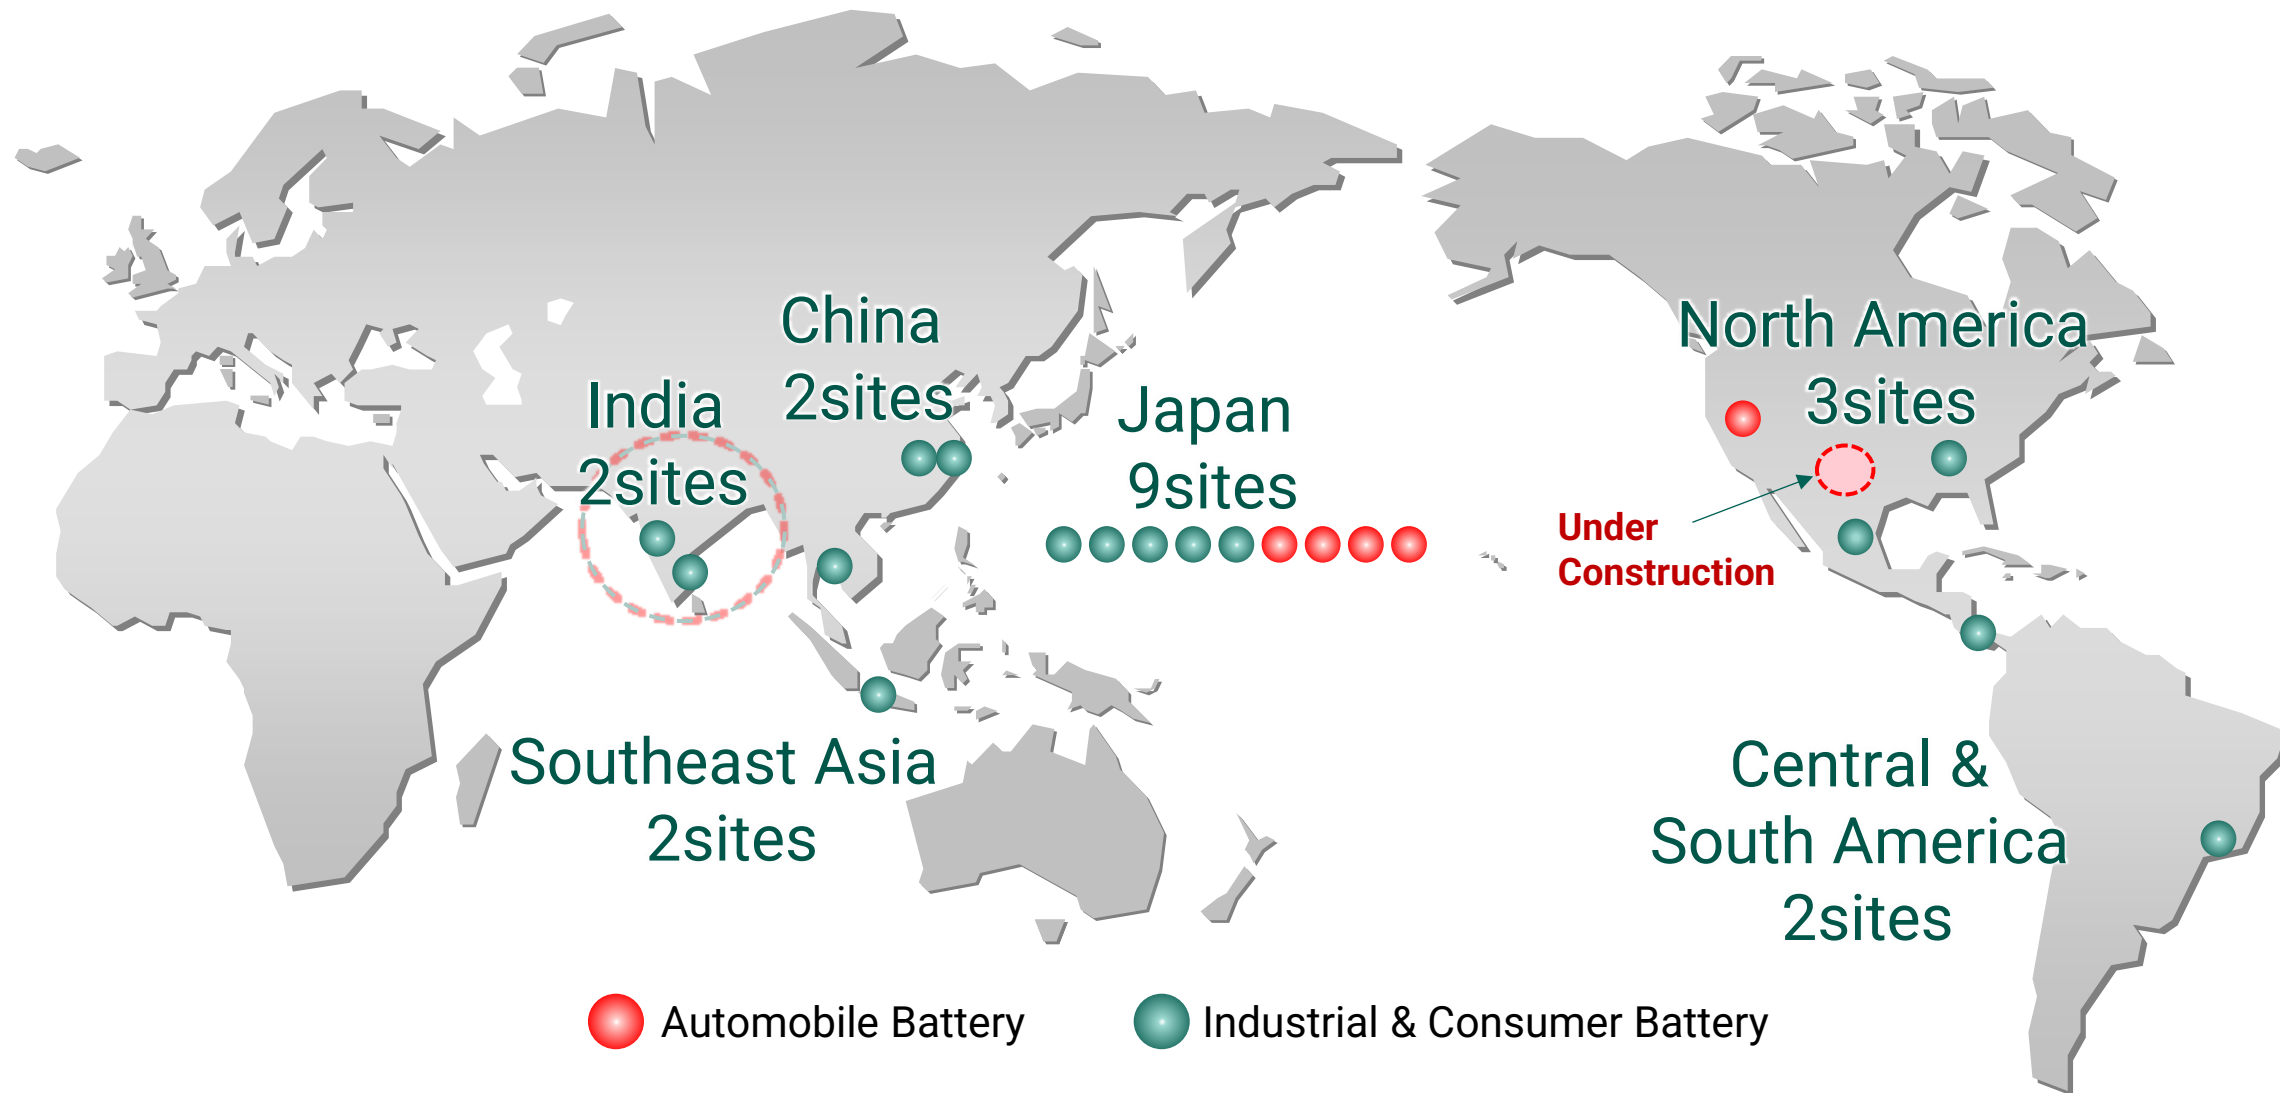 China
2sites
India
2sites
Japan
9sites
North America
3sites
Under
Construction
Southeast Asia
2sites
Central &
South America
2sites
Automobile Battery
Industrial & Consumer Battery